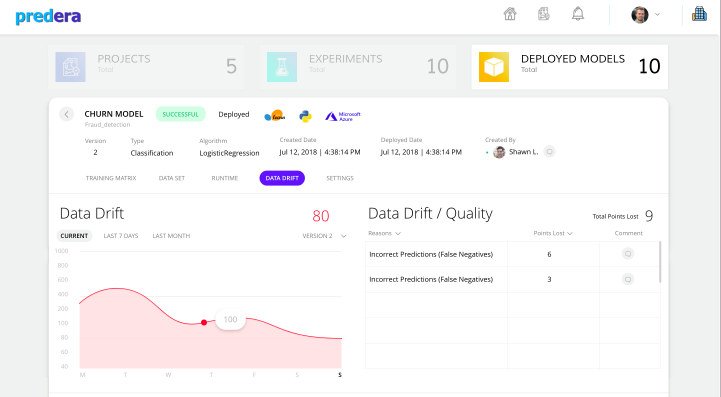 predera
PROJECTS
Total
5
EXPERIMENTS
Total
10
DEPLOYED MODELS
Total
10
CHURN MODEL
SUCCESSFUL
Deployed
learn
Microsoft
Azure
Fraud_detection
Version
Type
Algorithm
Created Date
Deployed Date
Created By
2
Classification
LogisticRegression
Jul 12, 2018 | 4:38:14 PM
Jul 12, 2018 | 4:38:14 PM
Shawn L.
TRAINING MATRIX
DATA SET
RUNTIME
DATA DRIFT
SETTINGS
Data Drift
80
CURRENT
LAST 7 DAYS
LAST MONTH
VERSION 2
1000
800
600
400
200
100
80
60
40
100
M T W T F S S
Data Drift / Quality
Total Points Lost 9
Reasons
Points Lost
Comment
Incorrect Predictions (False Negatives) 6
Incorrect Predictions (False Negatives) 3